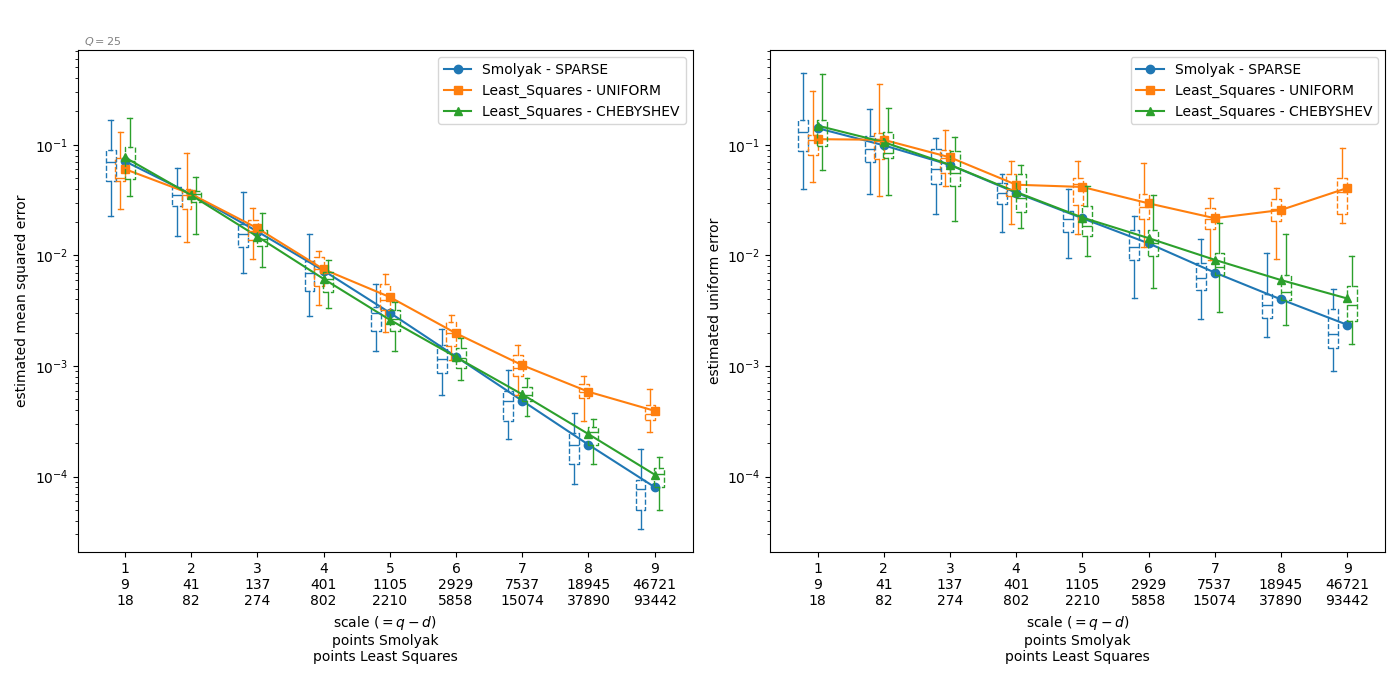 Q = 25
estimated mean squared error
10⁻¹
10⁻²
10⁻³
10⁻⁴
Smolyak - SPARSE
Least_Squares - UNIFORM
Least_Squares - CHEBYSHEV
1 2 3 4 5 6 7 8 9
9 41 137 401 1105 2929 7537 18945 46721
18 82 274 802 2210 5858 15074 37890 93442
scale (= q − d)
points Smolyak
points Least Squares
estimated uniform error
10⁻¹
10⁻²
10⁻³
10⁻⁴
Smolyak - SPARSE
Least_Squares - UNIFORM
Least_Squares - CHEBYSHEV
1 2 3 4 5 6 7 8 9
9 41 137 401 1105 2929 7537 18945 46721
18 82 274 802 2210 5858 15074 37890 93442
scale (= q − d)
points Smolyak
points Least Squares